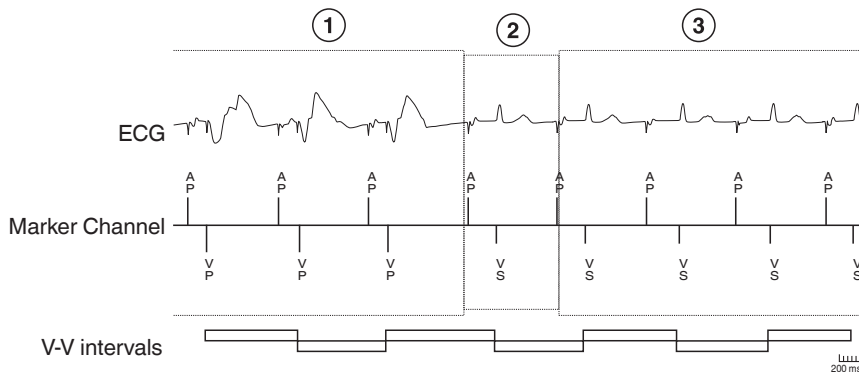 1 2 3
ECG
A P A P A P A P A P A P A P A P
Marker Channel
V P V P V P V S V S V S V S V S
V-V intervals
200 ms